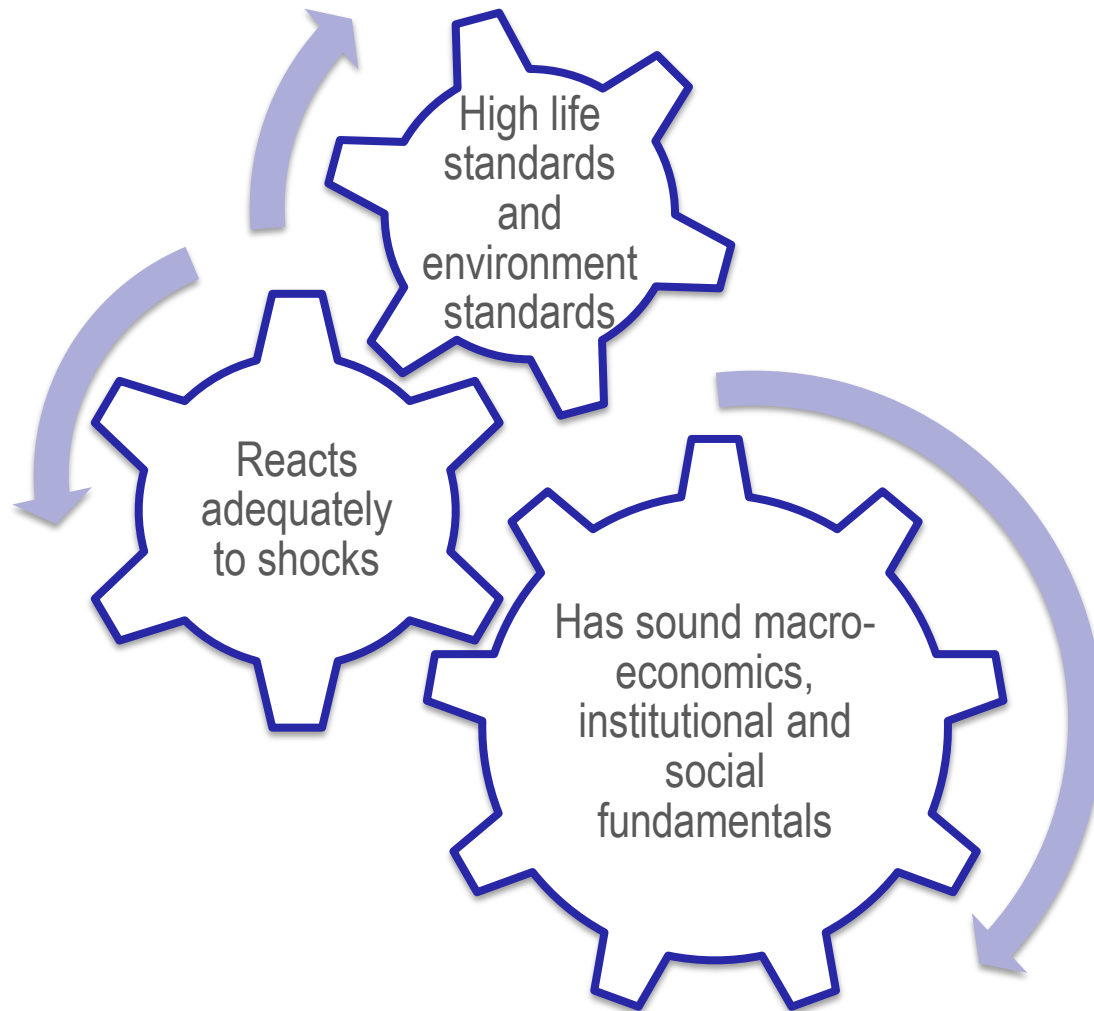 High life
standards
and
environment
standards
Reacts
adequately
to shocks
Has sound macro-
economics,
institutional and
social
fundamentals